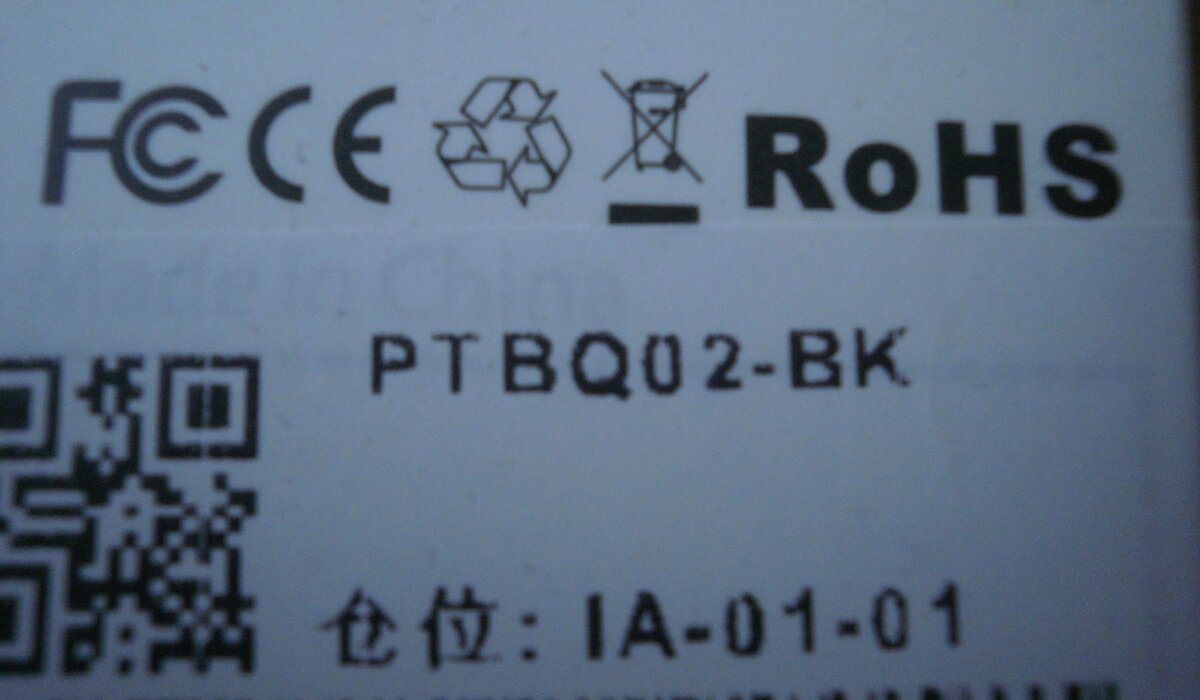 FC CE RoHS
Made In China
PTBQ02-BK
仓位: IA-01-01